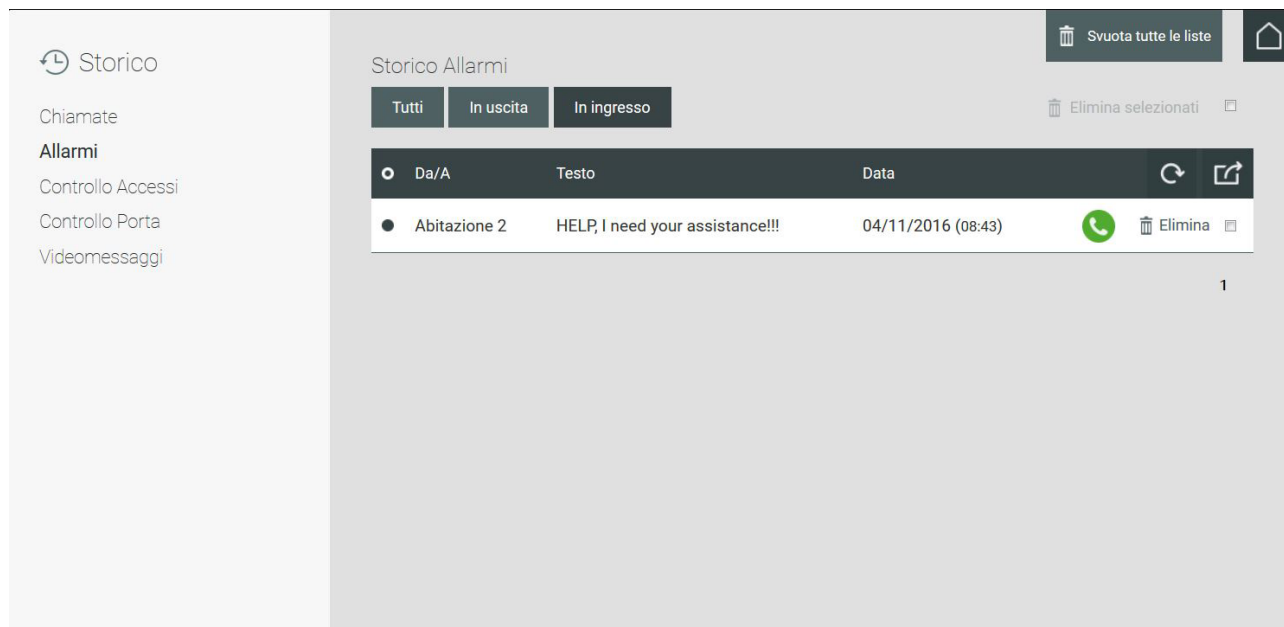 Svuota tutte le liste
Storico
Storico Allarmi
Chiamate
Allarmi
Controllo Accessi
Controllo Porta
Videomessaggi
Tutti In uscita In ingresso
Elimina selezionati
Da/A Testo Data
Abitazione 2 HELP, I need your assistance!!! 04/11/2016 (08:43) Elimina
1